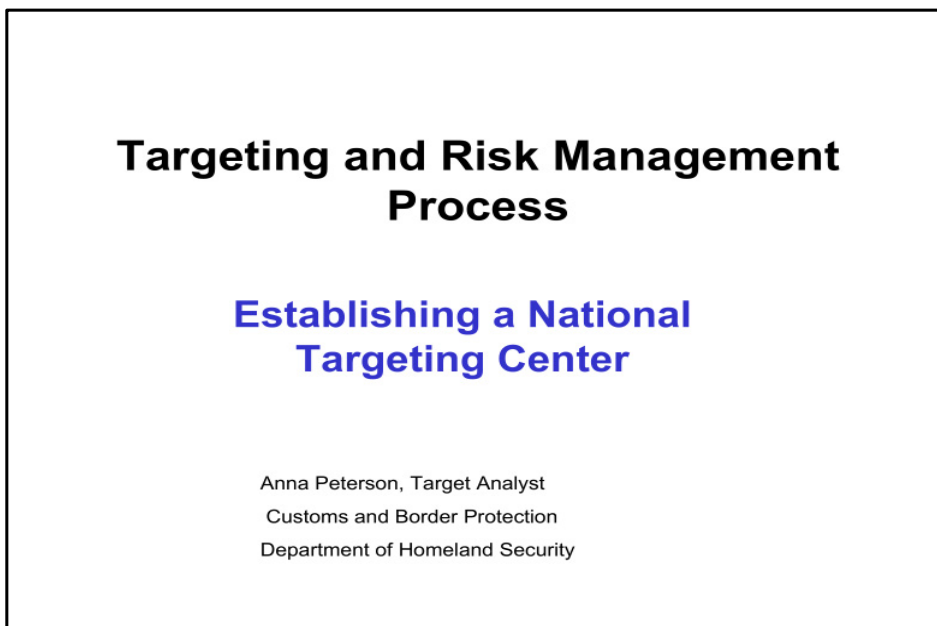 Targeting and Risk Management
Process
Establishing a National
Targeting Center
Anna Peterson, Target Analyst
Customs and Border Protection
Department of Homeland Security